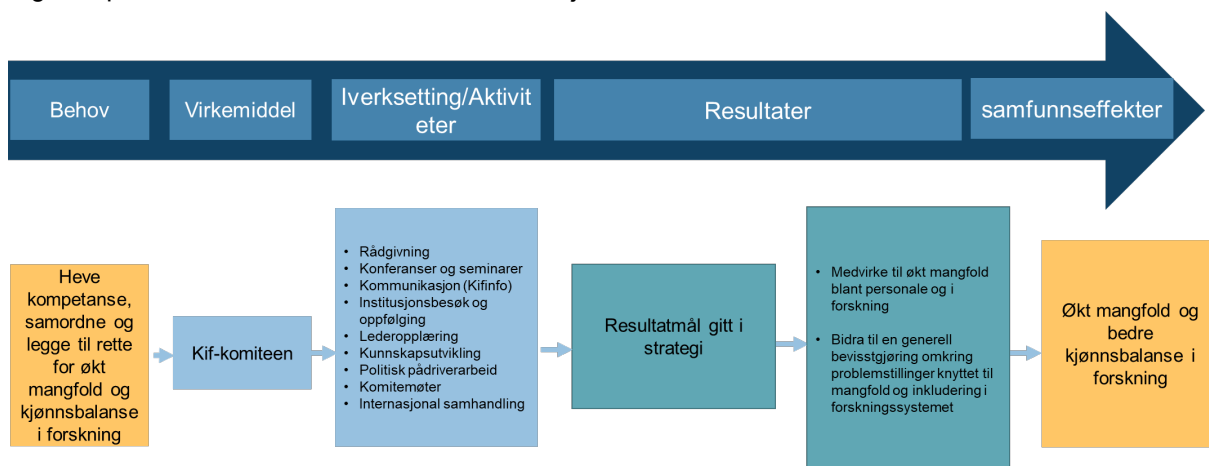 Behov
Virkemiddel
Iverksetting/Aktivit
eter
Resultater
samfunnseffekter
Heve
kompetanse,
samordne og
legge til rette
for økt
mangfold og
kjønnsbalanse
i forskning
Kif-komiteen
• Rådgivning
• Konferanser og seminarer
• Kommunikasjon (Kifinfo)
• Institusjonsbesøk og
oppfølging
• Lederopplæring
• Kunnskapsutvikling
• Politisk pådriverarbeid
• Komitemøter
• Internasjonal samhandling
Resultatmål gitt i
strategi
• Medvirke til økt mangfold
blant personale og i
forskning
• Bidra til en generell
bevisstgjøring omkring
problemstillinger knyttet til
mangfold og inkludering i
forskningssystemet
Økt mangfold og
bedre
kjønnsbalanse i
forskning